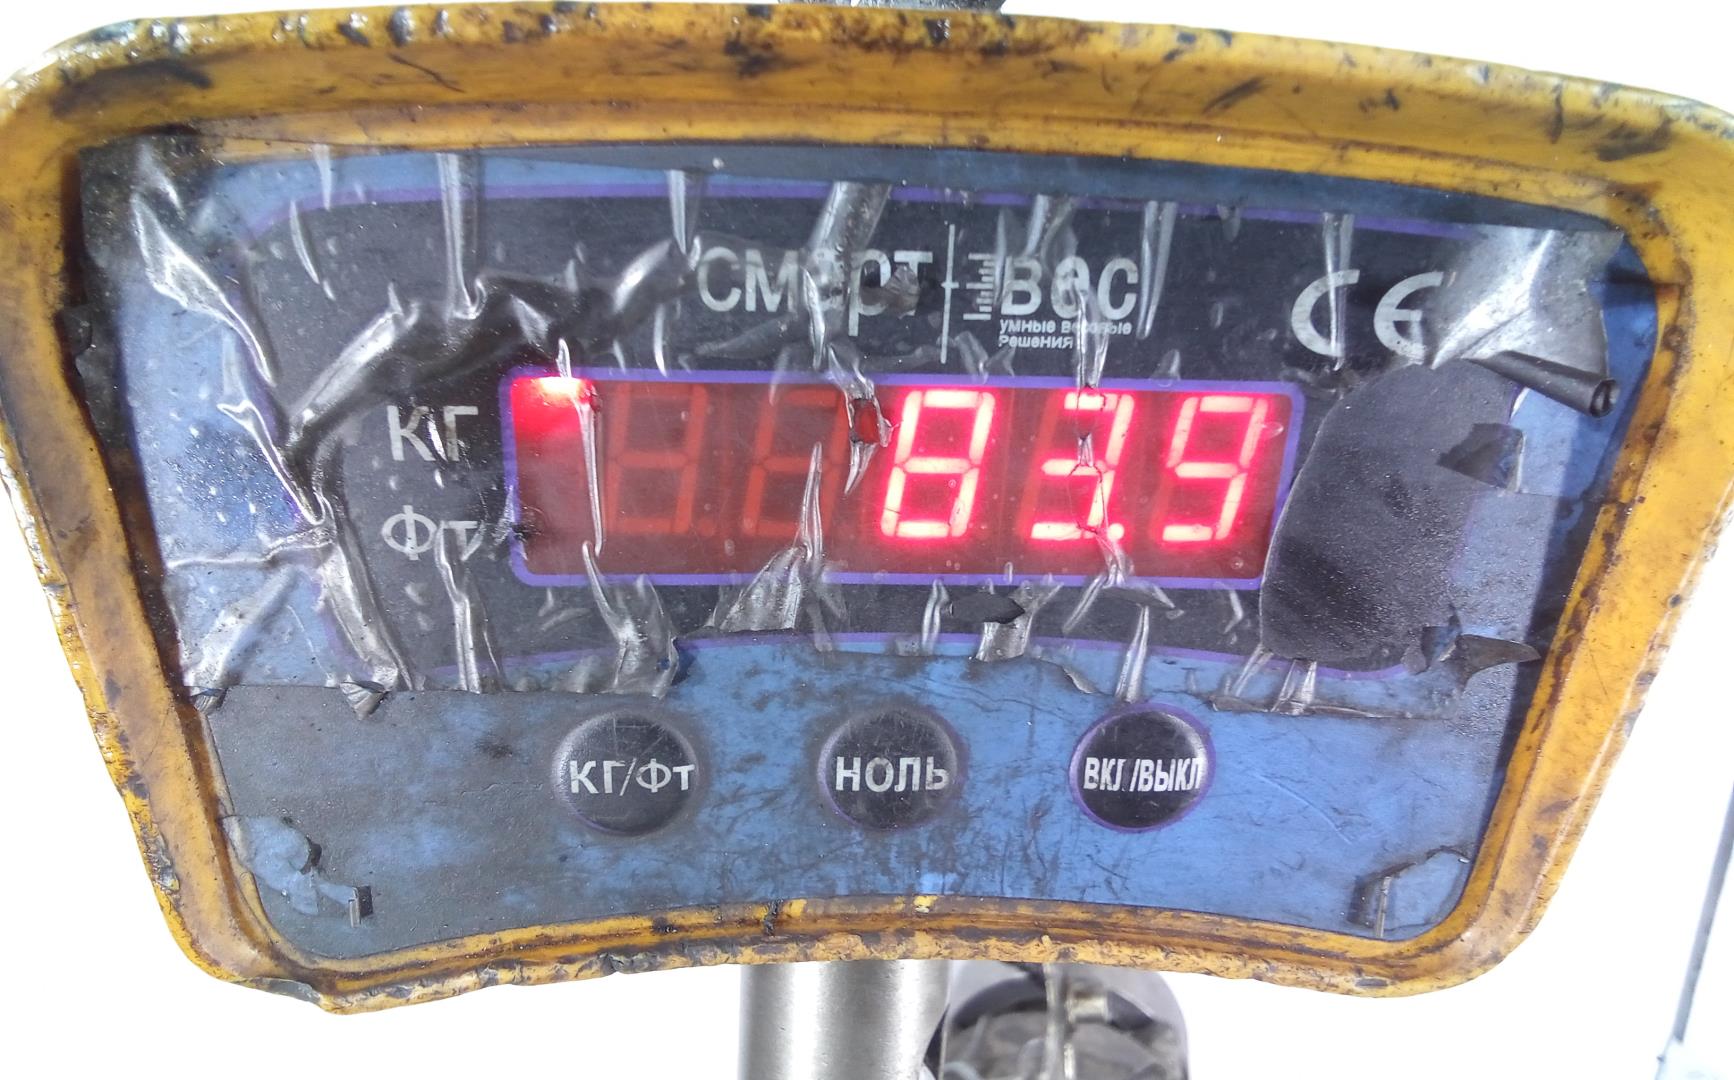 смарт вес
умные весовые
Решения
CE
КГ
83.9
Фт
КГ/Фт
НОЛЬ
ВКЛ/ВЫКЛ